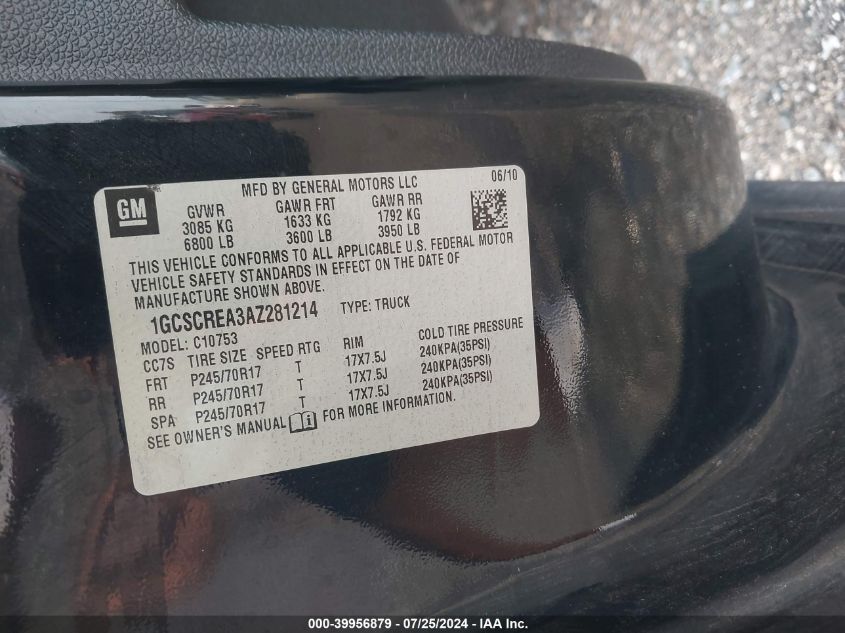 MFD BY GENERAL MOTORS LLC 06/10
GM
GVWR GAWR FRT GAWR RR
3085 KG 1633 KG 1792 KG
6800 LB 3600 LB 3950 LB
THIS VEHICLE CONFORMS TO ALL APPLICABLE U.S. FEDERAL MOTOR
VEHICLE SAFETY STANDARDS IN EFFECT ON THE DATE OF
MANUFACTURE SHOWN ABOVE.
1GCSCREA3AZ281214 TYPE: TRUCK
MODEL: C10753
CC7S TIRE SIZE SPEED RTG RIM COLD TIRE PRESSURE
FRT P245/70R17 T 17X7.5J 240KPA(35PSI)
RR P245/70R17 T 17X7.5J 240KPA(35PSI)
SPA P245/70R17 T 17X7.5J 240KPA(35PSI)
SEE OWNER'S MANUAL FOR MORE INFORMATION.
000-39956879 / 07/25/2024 - IAA Inc.